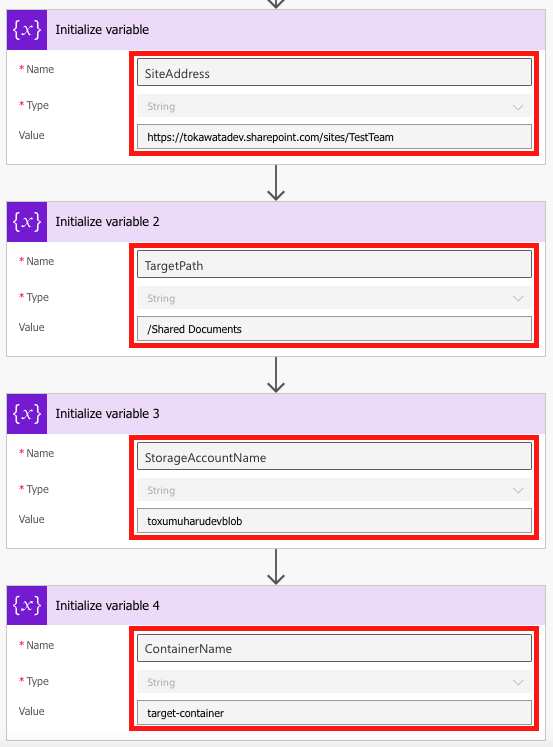 {x} Initialize variable
* Name SiteAddress
* Type String
Value https://tokawatadev.sharepoint.com/sites/TestTeam
{x} Initialize variable 2
* Name TargetPath
* Type String
Value /Shared Documents
{x} Initialize variable 3
* Name StorageAccountName
* Type String
Value toxumuharudevblob
{x} Initialize variable 4
* Name ContainerName
* Type String
Value target-container